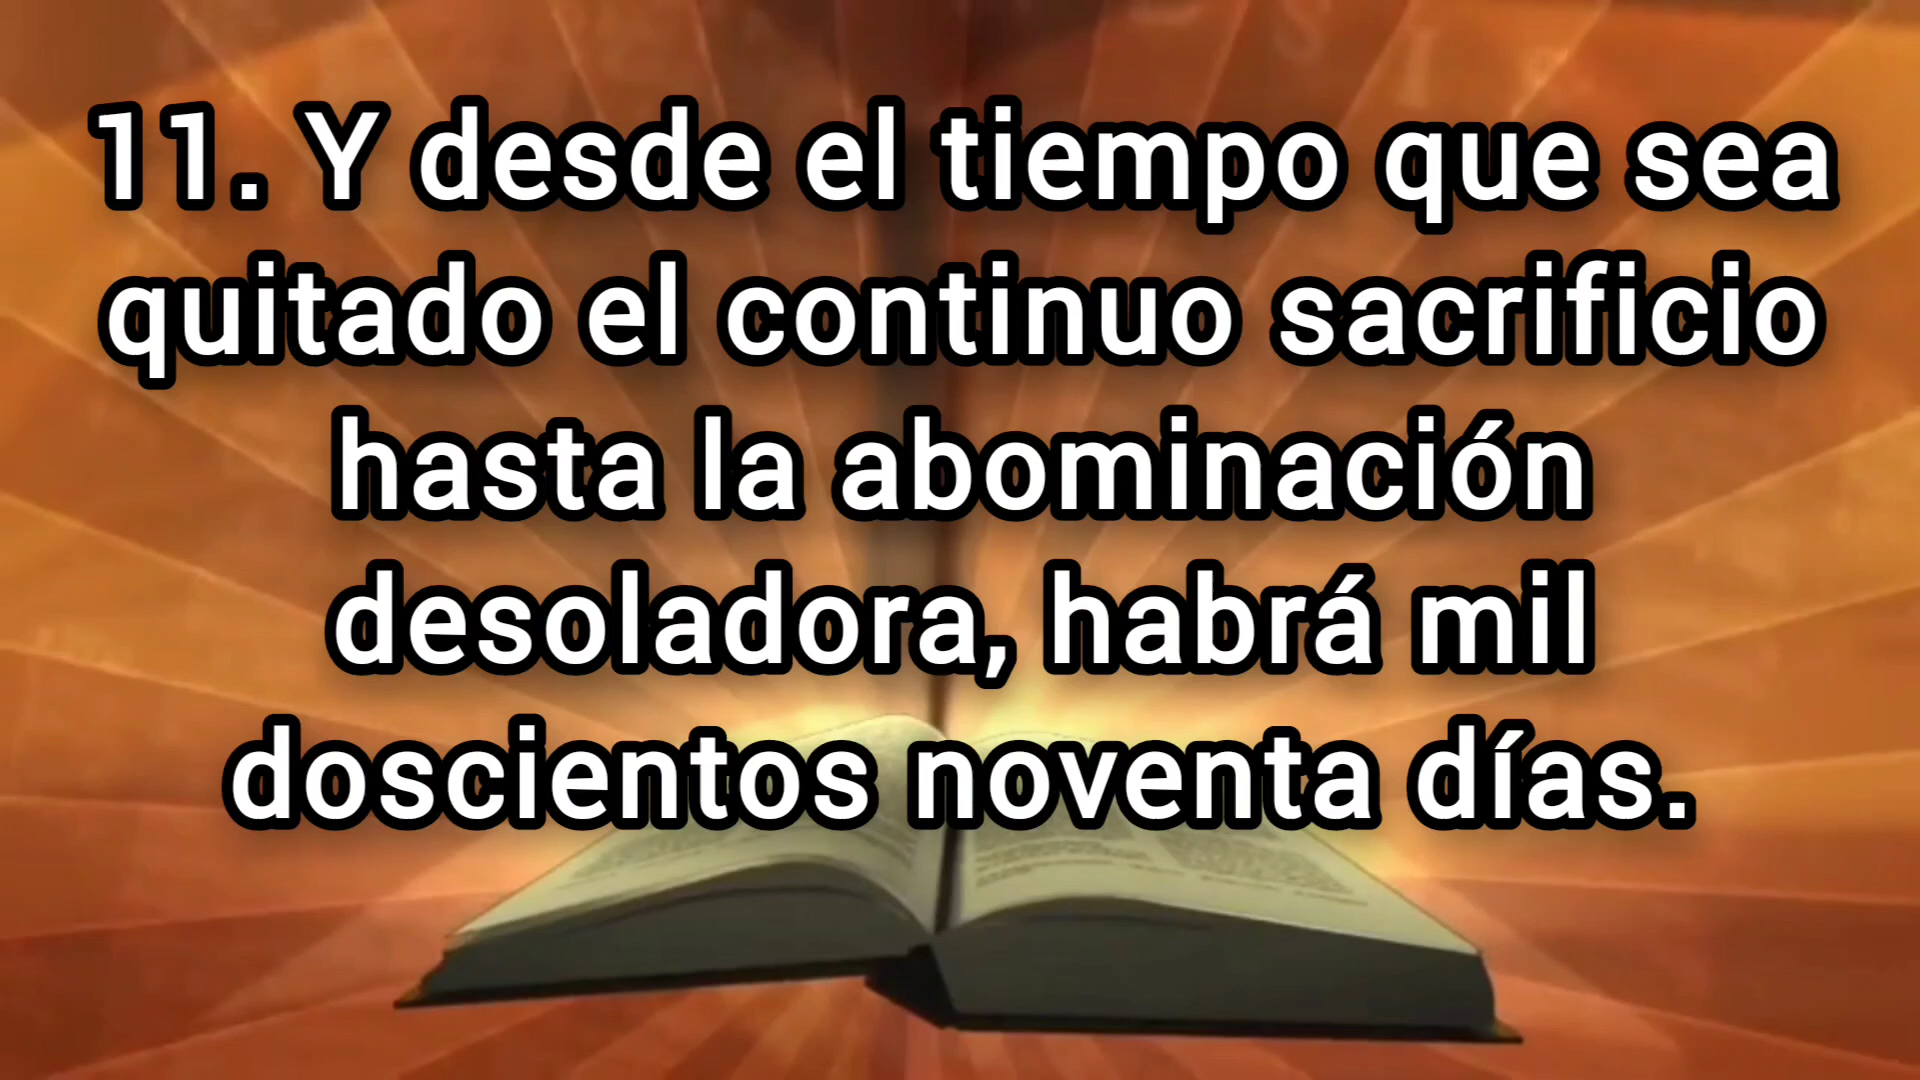 11. Y desde el tiempo que sea
quitado el continuo sacrificio
hasta la abominación
desoladora, habrá mil
doscientos noventa días.